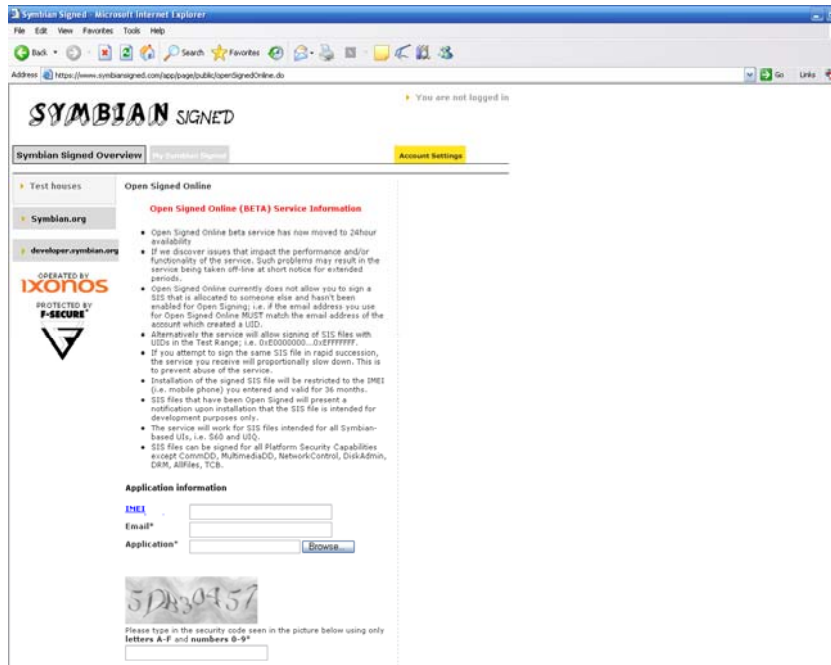 Symbian Signed - Microsoft Internet Explorer
File Edit View Favorites Tools Help
Back Search Favorites
Address https://www.symbiansigned.com/app/page/public/openSignedOnline.do Go Links
You are not logged in
SYMBIAN SIGNED
Symbian Signed Overview My Symbian Signed Account Settings
Test houses
Symbian.org
developer.symbian.org
OPERATED BY
IXONOS
PROTECTED BY
F-SECURE
Open Signed Online
Open Signed Online (BETA) Service Information
Open Signed Online beta service has now moved to 24hour
availability
If we discover issues that impact the performance and/or
functionality of the service. Such problems may result in the
service being taken off-line at short notice for extended
periods.
Open Signed Online currently does not allow you to sign a
SIS that is allocated to someone else and hasn't been
enabled for Open Signing; i.e. if the email address you use
for Open Signed Online MUST match the email address of the
account which created a UID.
Alternatively the service will allow signing of SIS files with
UIDs in the Test Range; i.e. 0xE0000000...0xEFFFFFFF.
If you attempt to sign the same SIS file in rapid succession,
the service you receive will proportionally slow down. This is
to prevent abuse of the service.
Installation of the signed SIS file will be restricted to the IMEI
(i.e. mobile phone) you entered and valid for 36 months.
SIS files that have been Open Signed will present a
notification upon installation that the SIS file is intended for
development purposes only.
The service will work for SIS files intended for all Symbian-
based UIs, i.e. S60 and UIQ.
SIS files can be signed for all Platform Security Capabilities
except CommDD, MultimediaDD, NetworkControl, DiskAdmin,
DRM, AllFiles, TCB.
Application information
IMEI
Email*
Application* Browse...
Please type in the security code seen in the picture below using only
letters A-F and numbers 0-9*